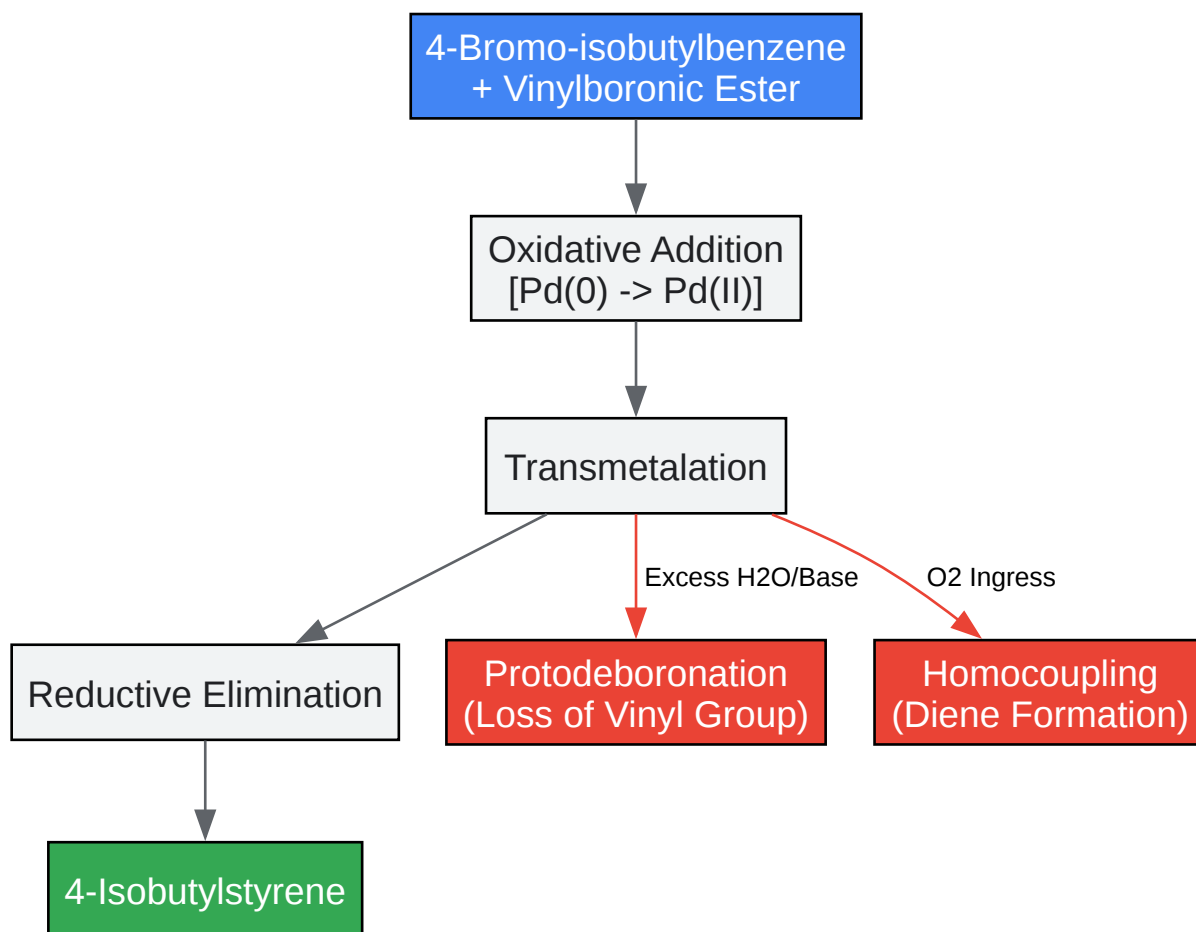 4-Bromo-isobutylbenzene
+ Vinylboronic Ester
Oxidative Addition
[Pd(0) -> Pd(II)]
Transmetalation
Excess H2O/Base
O2 Ingress
Reductive Elimination
Protodeboronation
(Loss of Vinyl Group)
Homocoupling
(Diene Formation)
4-Isobutylstyrene